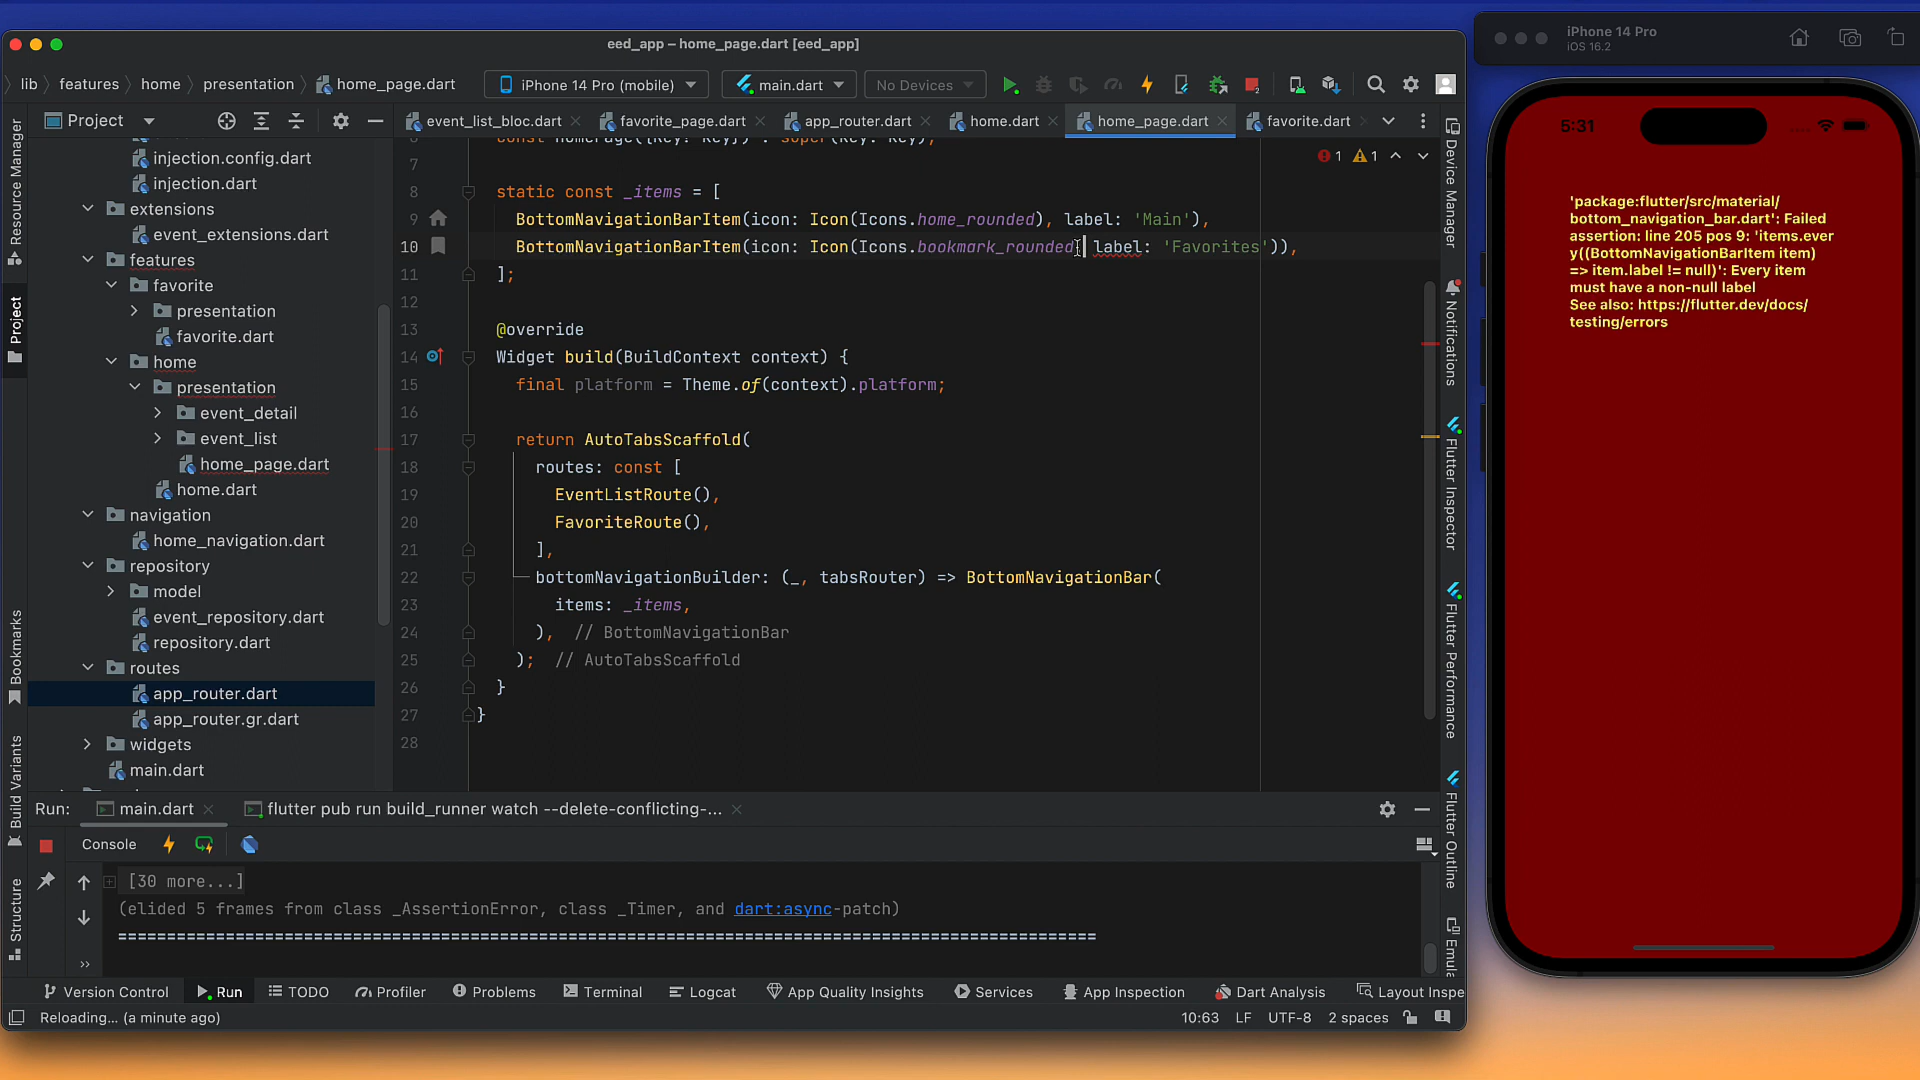 eed_app – home_page.dart [eed_app]
iPhone 14 Pro
iOS 16.2
lib
features
home
presentation
home_page.dart
iPhone 14 Pro (mobile)
main.dart
No Devices
Project
event_list_bloc.dart
favorite_page.dart
app_router.dart
home.dart
home_page.dart
favorite.dart
Resource Manager
Project
Bookmarks
Build Variants
Structure
injection.config.dart
injection.dart
extensions
event_extensions.dart
features
favorite
presentation
favorite.dart
home
presentation
event_detail
event_list
home_page.dart
home.dart
navigation
home_navigation.dart
repository
model
event_repository.dart
repository.dart
routes
app_router.dart
app_router.gr.dart
widgets
main.dart
1 1
7
8 static const _items = [
9 BottomNavigationBarItem(icon: Icon(Icons.home_rounded), label: 'Main'),
10 BottomNavigationBarItem(icon: Icon(Icons.bookmark_rounded, label: 'Favorites')),
11 ];
12
13 @override
14 Widget build(BuildContext context) {
15 final platform = Theme.of(context).platform;
16
17 return AutoTabsScaffold(
18 routes: const [
19 EventListRoute(),
20 FavoriteRoute(),
21 ],
22 bottomNavigationBuilder: (_, tabsRouter) => BottomNavigationBar(
23 items: _items,
24 ), // BottomNavigationBar
25 ); // AutoTabsScaffold
26 }
27 }
28
Device Manager
Notifications
Flutter Inspector
Flutter Performance
Flutter Outline
5:31
'package:flutter/src/material/
bottom_navigation_bar.dart': Failed
assertion: line 205 pos 9: 'items.ever
y((BottomNavigationBarItem item)
=> item.label != null)': Every item
must have a non-null label
See also: https://flutter.dev/docs/
testing/errors
Run:
main.dart
flutter pub run build_runner watch --delete-conflicting-...
Console
[30 more...]
(elided 5 frames from class _AssertionError, class _Timer, and dart:async-patch)
====================================================================================================
Version Control
Run
TODO
Profiler
Problems
Terminal
Logcat
App Quality Insights
Services
App Inspection
Dart Analysis
Layout Inspe
Reloading... (a minute ago)
10:63
LF
UTF-8
2 spaces